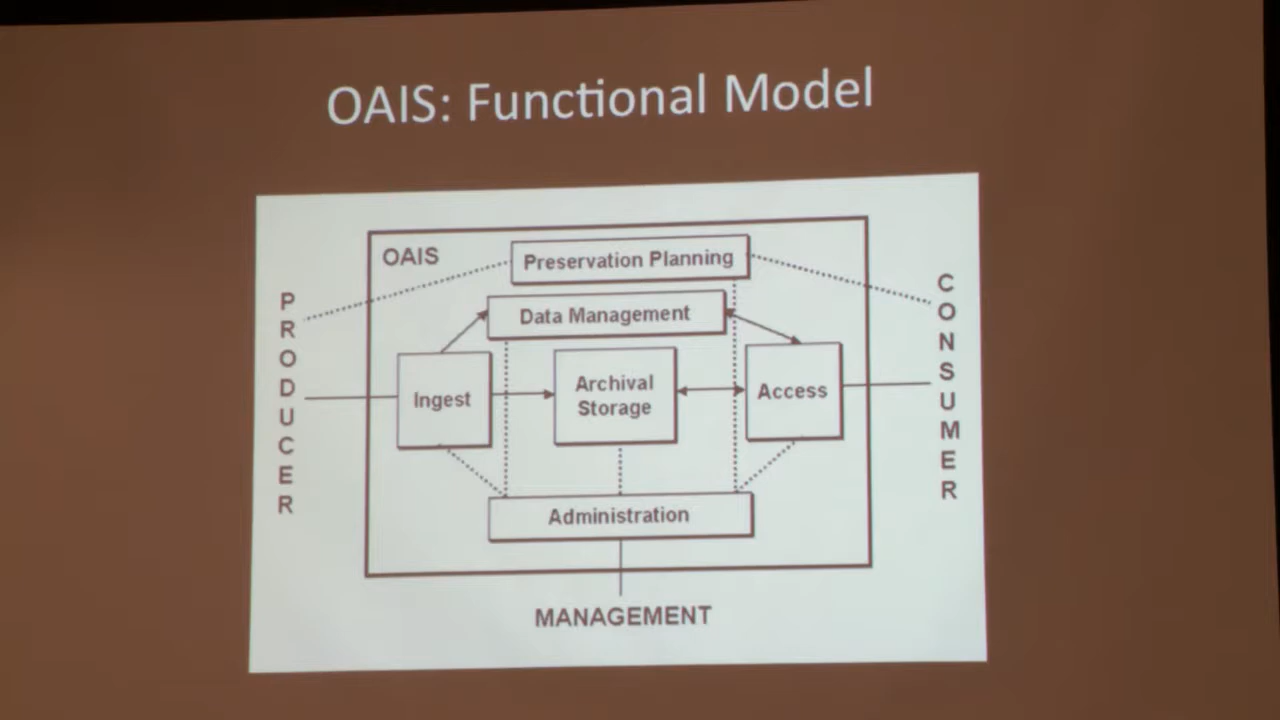 OAIS: Functional Model
OAIS
Preservation Planning
Data Management
PRODUCER
Ingest
Archival
Storage
Access
CONSUMER
Administration
MANAGEMENT